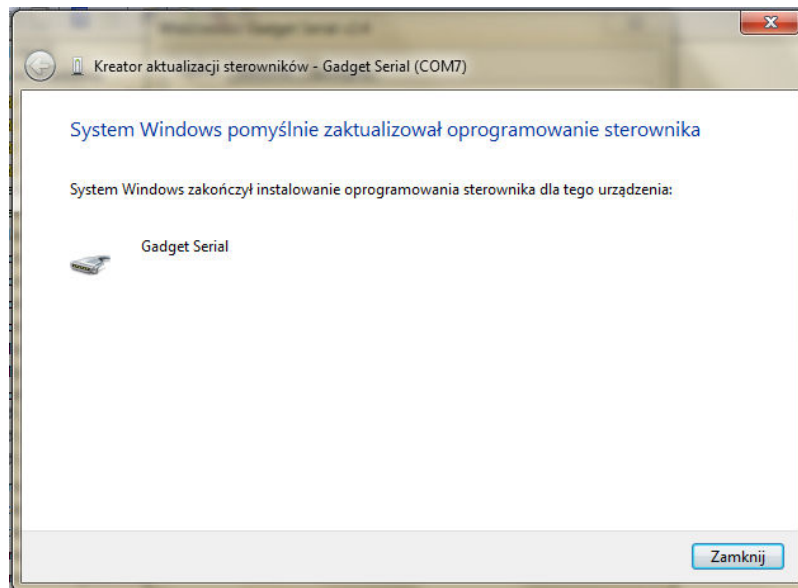 Kreator aktualizacji sterowników - Gadget Serial (COM7)
System Windows pomyślnie zaktualizował oprogramowanie sterownika
System Windows zakończył instalowanie oprogramowania sterownika dla tego urządzenia:
Gadget Serial
Zamknij